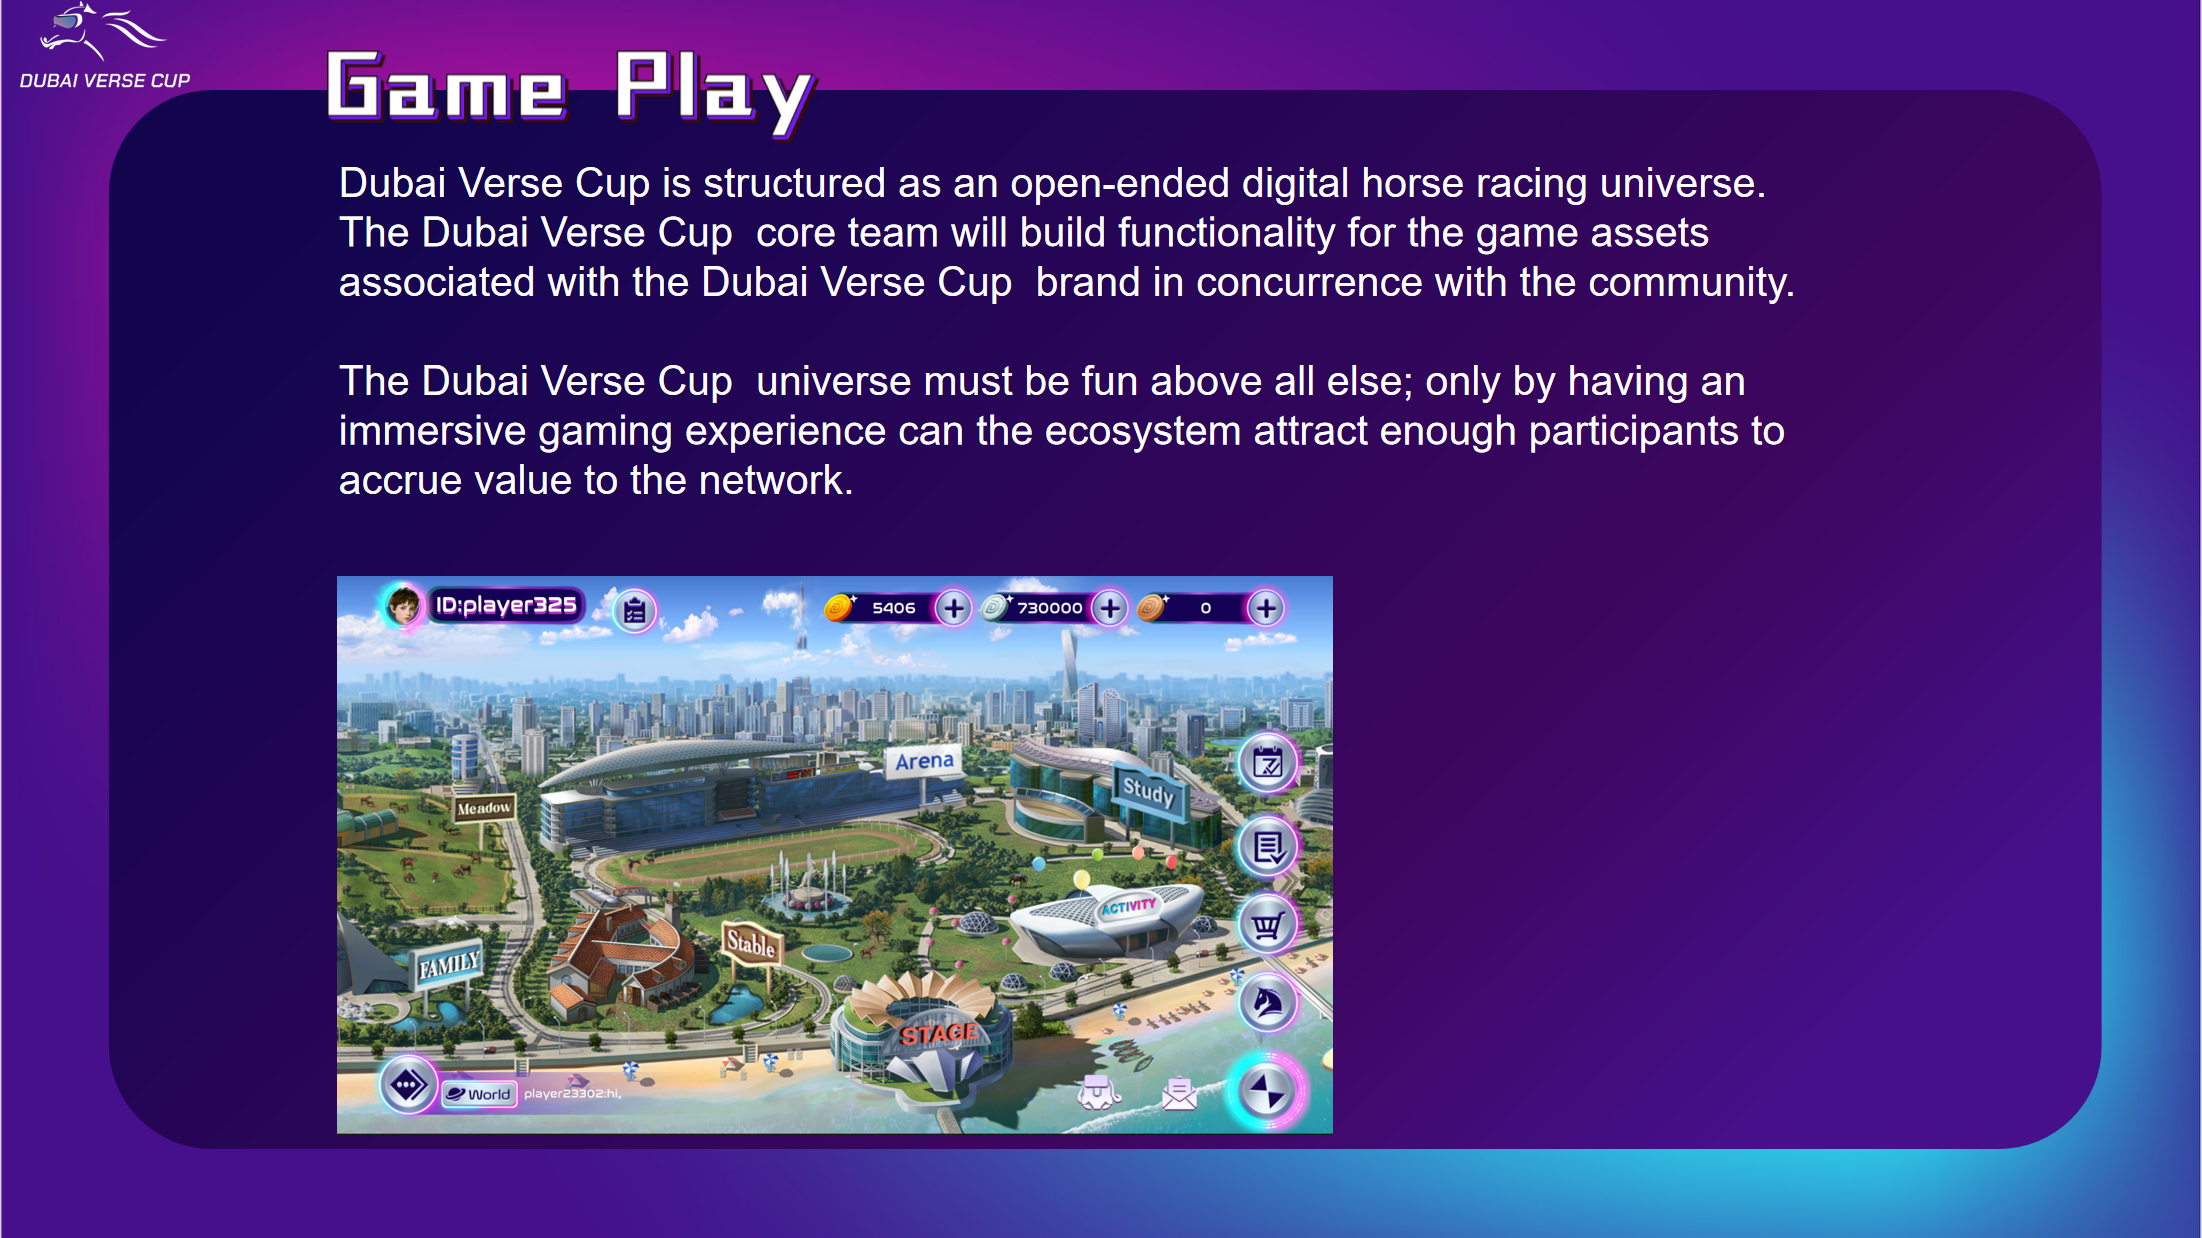 DUBAI VERSE CUP
Game Play
Dubai Verse Cup is structured as an open-ended digital horse racing universe.
The Dubai Verse Cup  core team will build functionality for the game assets
associated with the Dubai Verse Cup  brand in concurrence with the community.
The Dubai Verse Cup  universe must be fun above all else; only by having an
immersive gaming experience can the ecosystem attract enough participants to
accrue value to the network.
ID:player325
5406
730000
0
Arena
Study
Meadow
ACTIVITY
Stable
FAMILY
STAGE
World
player23302:hi,